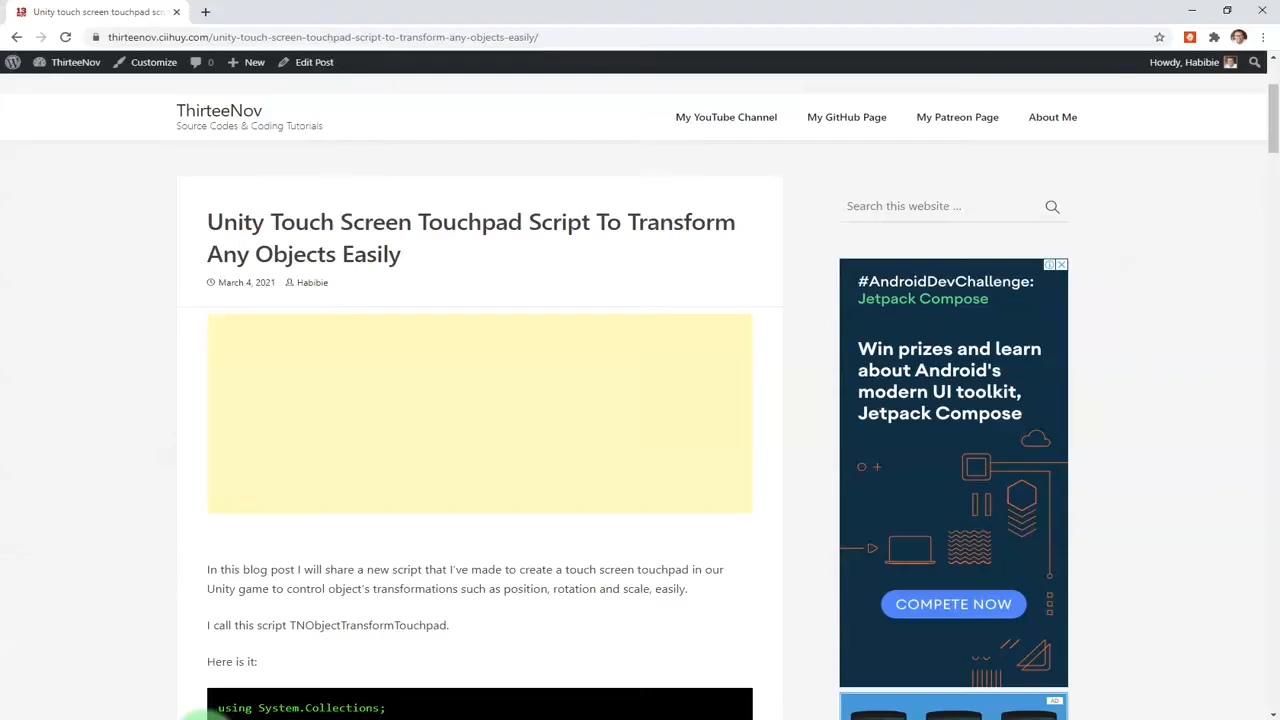 Unity touch screen touchpad scr
thirteenov.ciihuy.com/unity-touch-screen-touchpad-script-to-transform-any-objects-easily/
ThirteeNov
Customize
0
New
Edit Post
Howdy, Habibie
ThirteeNov
Source Codes & Coding Tutorials
My YouTube Channel
My GitHub Page
My Patreon Page
About Me
Unity Touch Screen Touchpad Script To Transform
Any Objects Easily
March 4, 2021
Habibie
Search this website ...
#AndroidDevChallenge:
Jetpack Compose
Win prizes and learn
about Android's
modern UI toolkit,
Jetpack Compose
COMPETE NOW
In this blog post I will share a new script that I've made to create a touch screen touchpad in our
Unity game to control object's transformations such as position, rotation and scale, easily.
I call this script TNObjectTransformTouchpad.
Here is it:
using System.Collections;
AD